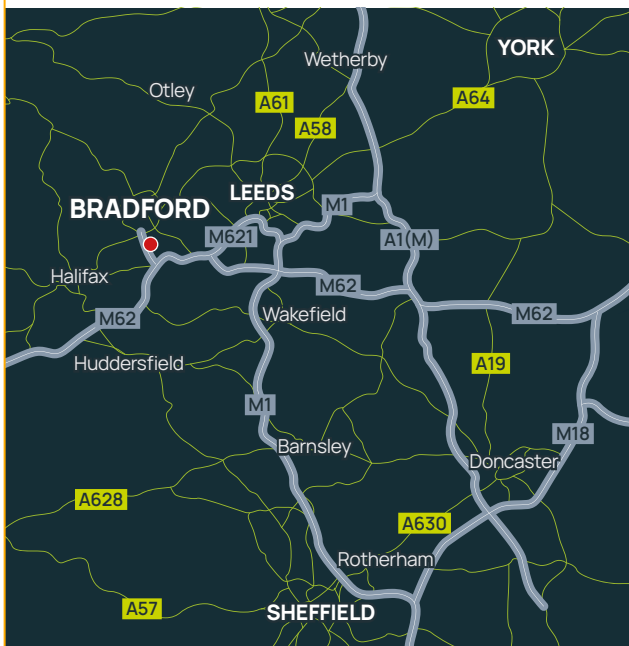 YORK
Wetherby
Otley
A61
A64
A58
LEEDS
BRADFORD
M1
M621
A1(M)
Halifax
M62
M62
M62
Wakefield
Huddersfield
A19
M1
M18
Barnsley
Doncaster
A628
A630
Rotherham
A57
SHEFFIELD